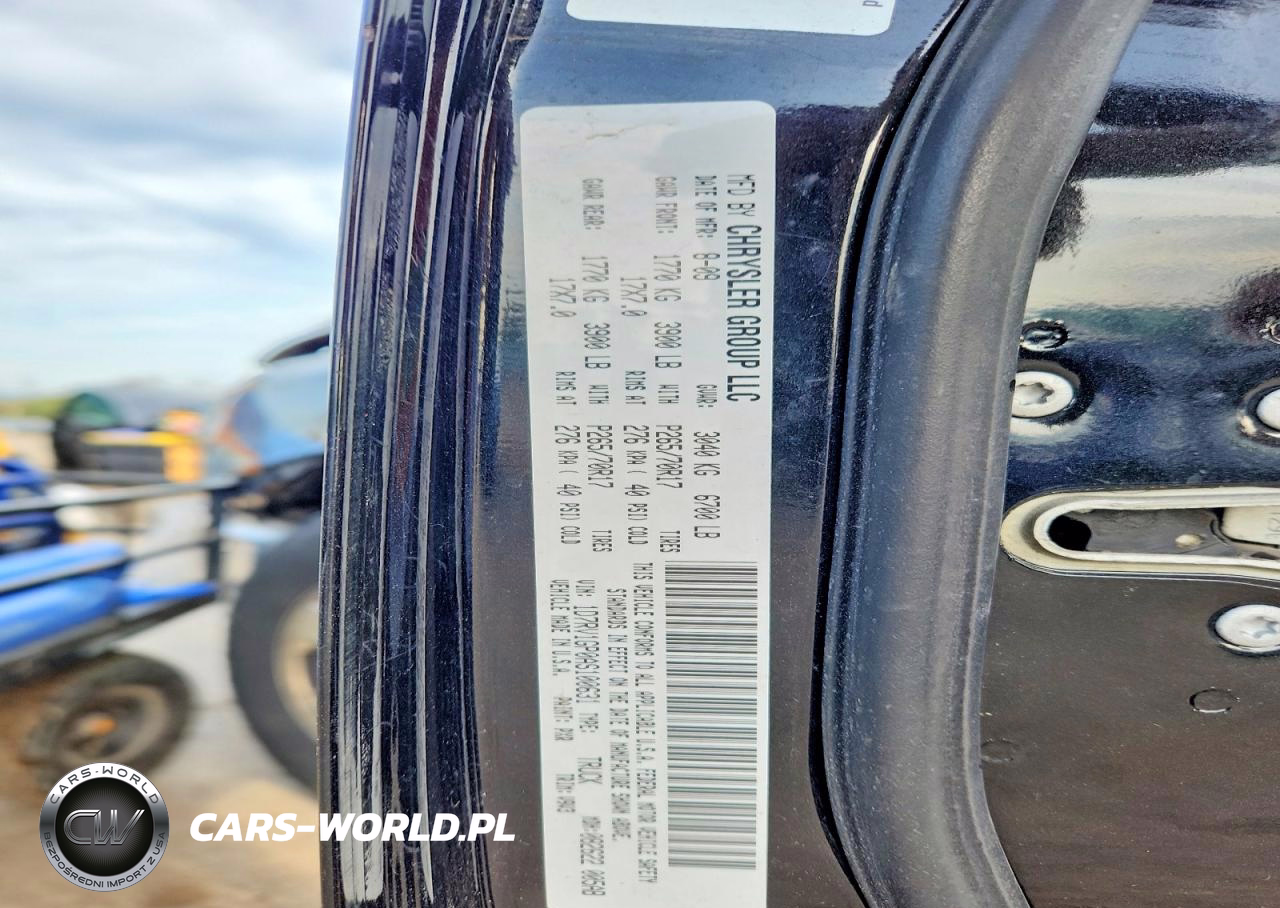 MFD BY CHRYSLER GROUP LLC
DATE OF MFR: 8-09 GVWR: 3040 KG 6700 LB
GAWR FRONT: 1770 KG 3900 LB WITH P265/70R17 TIRES
17X7.0 RIMS AT 276 KPA ( 40 PSI) COLD
GAWR REAR: 1770 KG 3900 LB WITH P265/70R17 TIRES
17X7.0 RIMS AT 276 KPA ( 40 PSI) COLD
THIS VEHICLE CONFORMS TO ALL APPLICABLE U.S.A. FEDERAL MOTOR VEHICLE SAFETY
STANDARDS IN EFFECT ON THE DATE OF MANUFACTURE SHOWN ABOVE.
VIN: 1D7RV1GP0AS100631 TYPE: TRUCK
VEHICLE MADE IN U.S.A. PAINT: TRIM:
CARS-WORLD
CW
BEZPOŚREDNI IMPORT Z USA
CARS-WORLD.PL